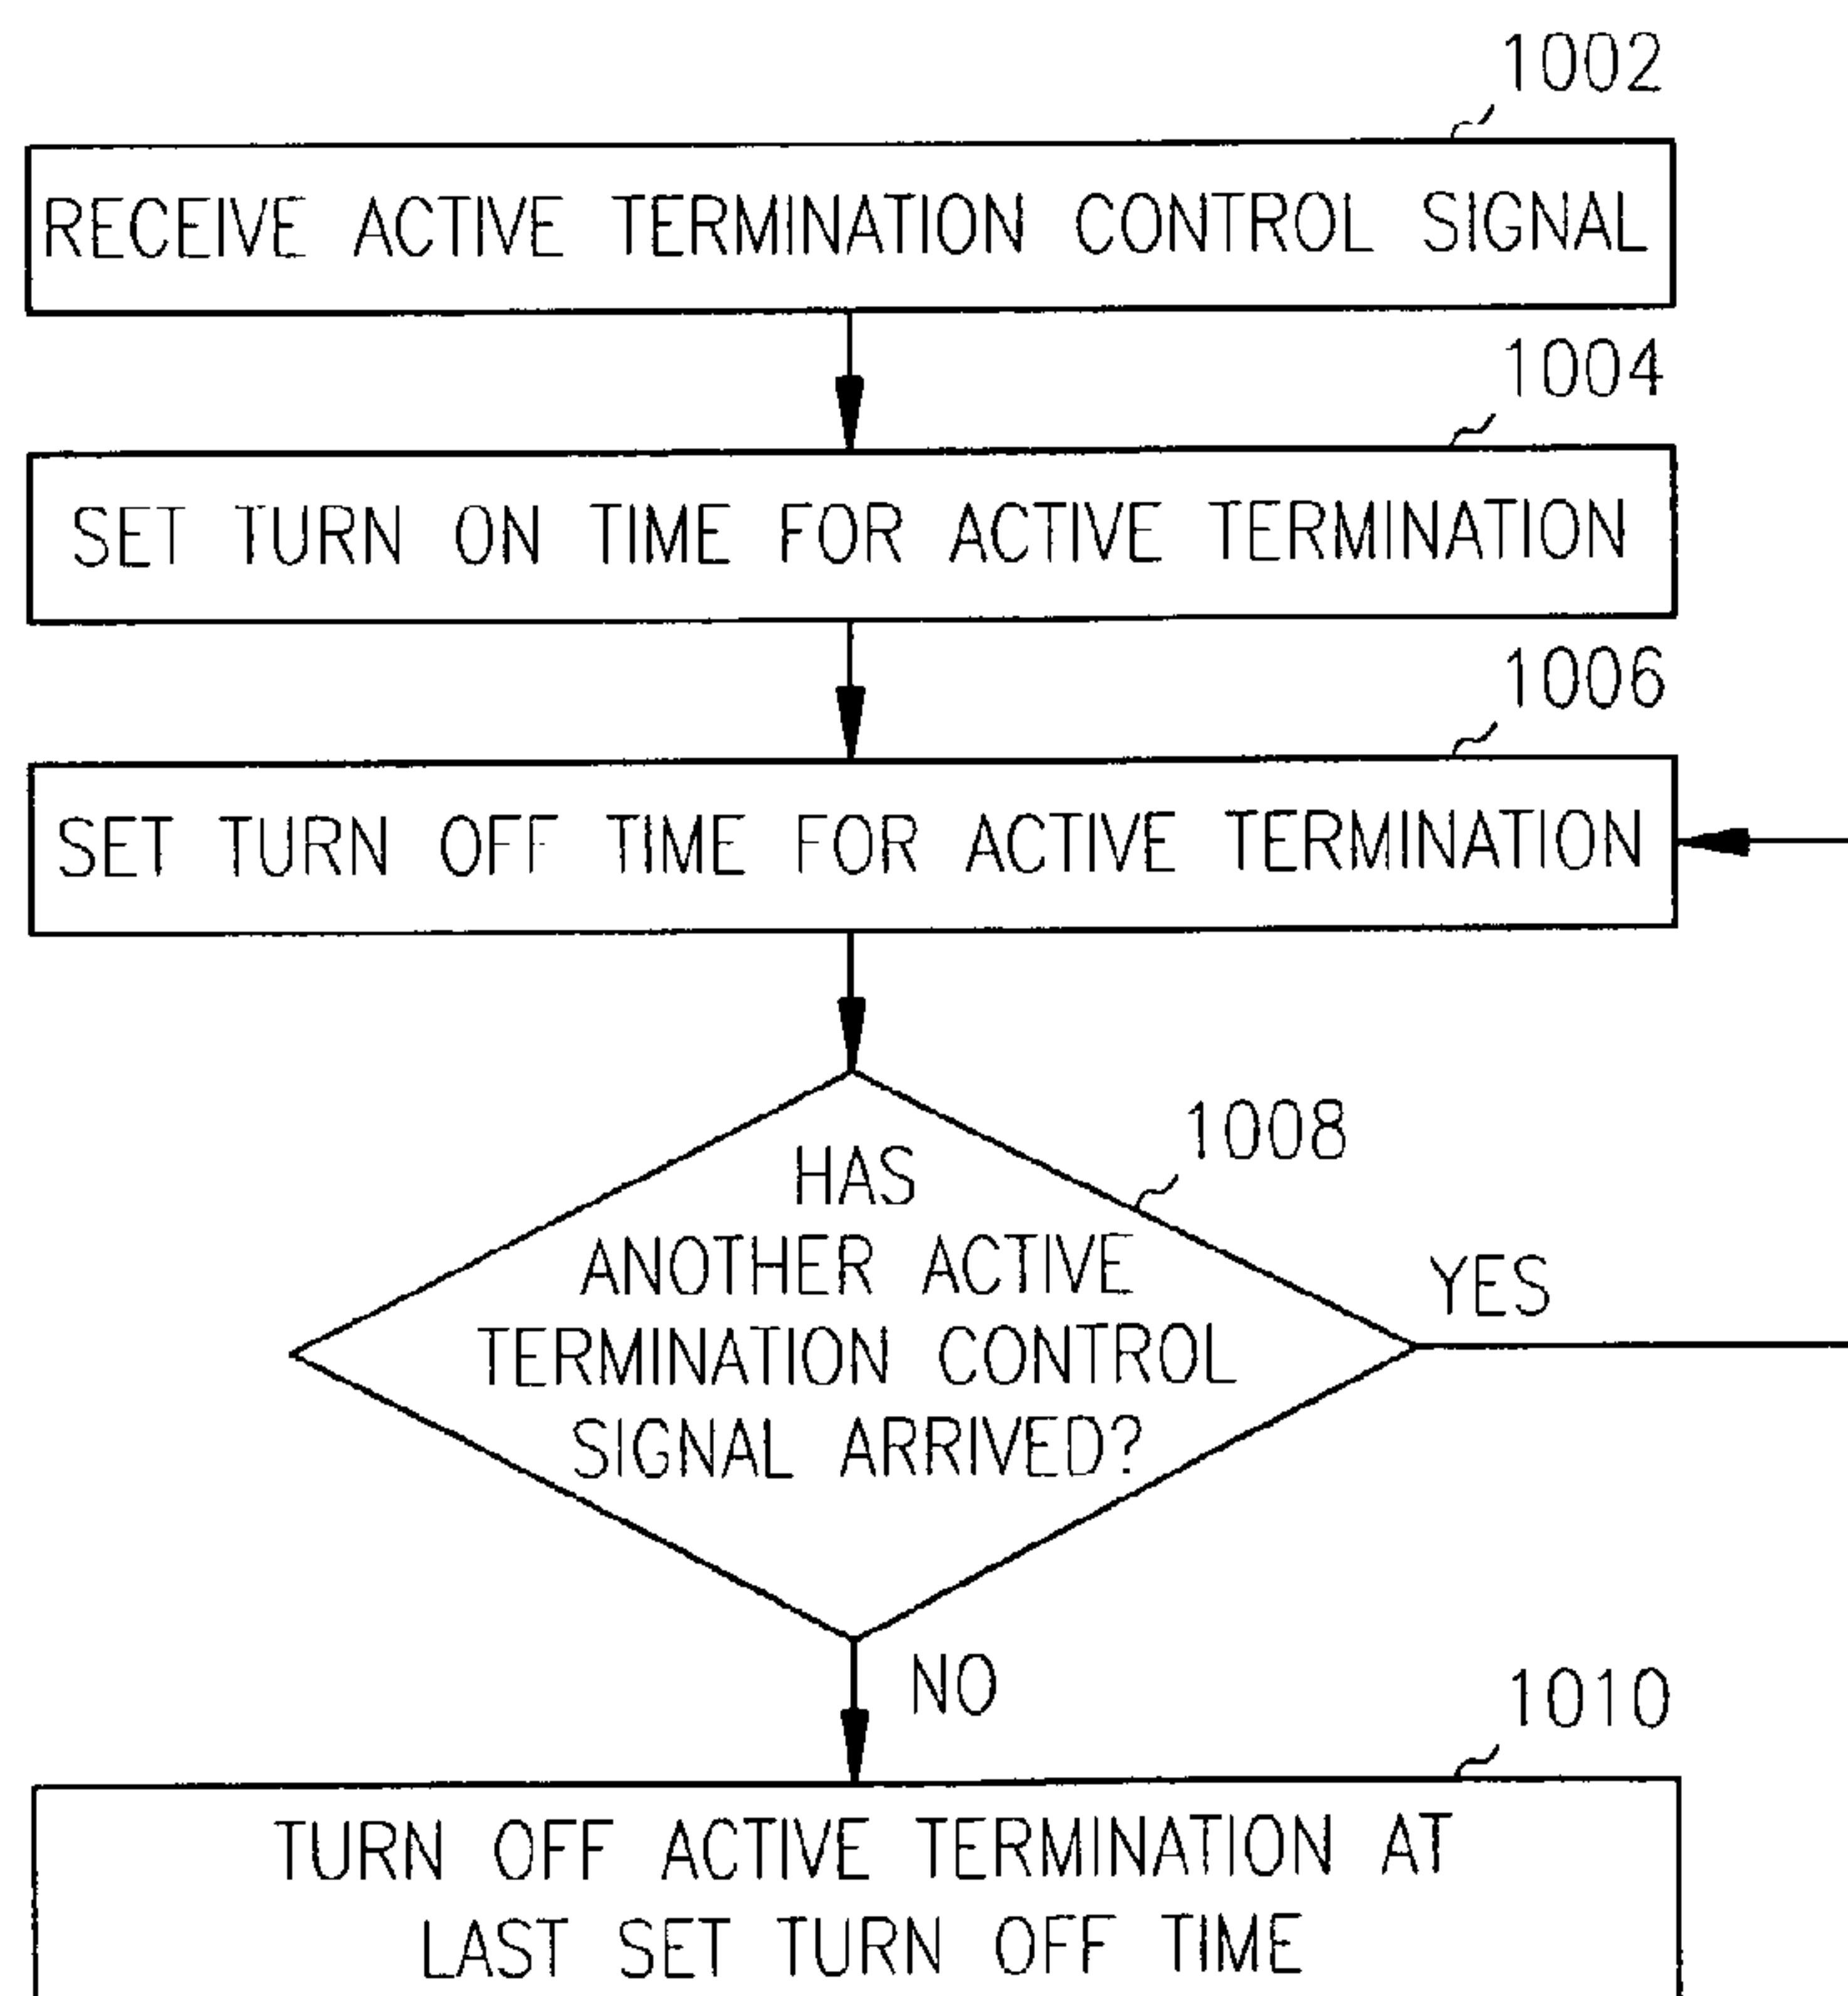 1002
RECEIVE ACTIVE TERMINATION CONTROL SIGNAL
1004
SET TURN ON TIME FOR ACTIVE TERMINATION
1006
SET TURN OFF TIME FOR ACTIVE TERMINATION
1008
HAS
ANOTHER ACTIVE
TERMINATION CONTROL
SIGNAL ARRIVED?
YES
NO
1010
TURN OFF ACTIVE TERMINATION AT
LAST SET TURN OFF TIME